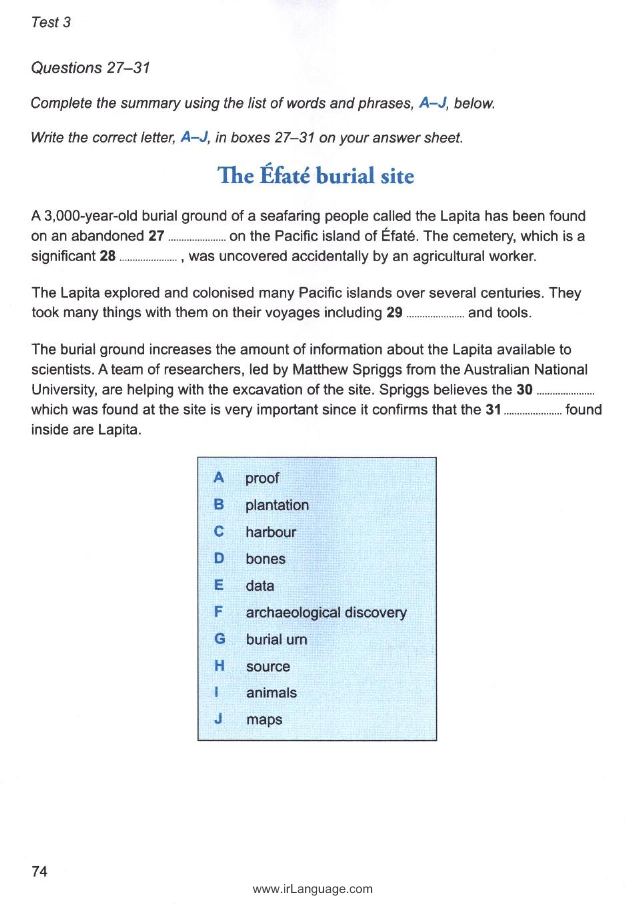 Test 3
Questions 27–31
Complete the summary using the list of words and phrases, A–J, below.
Write the correct letter, A–J, in boxes 27–31 on your answer sheet.
The Éfaté burial site
A 3,000-year-old burial ground of a seafaring people called the Lapita has been found
on an abandoned 27 ...................... on the Pacific island of Éfaté. The cemetery, which is a
significant 28 ...................... , was uncovered accidentally by an agricultural worker.
The Lapita explored and colonised many Pacific islands over several centuries. They
took many things with them on their voyages including 29 ...................... and tools.
The burial ground increases the amount of information about the Lapita available to
scientists. A team of researchers, led by Matthew Spriggs from the Australian National
University, are helping with the excavation of the site. Spriggs believes the 30 ......................
which was found at the site is very important since it confirms that the 31 ...................... found
inside are Lapita.
A proof
B plantation
C harbour
D bones
E data
F archaeological discovery
G burial urn
H source
I animals
J maps
74
www.irLanguage.com